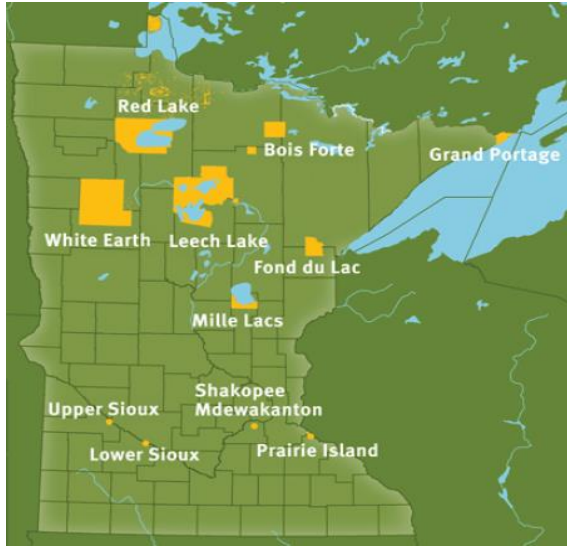 Red Lake
Bois Forte
Grand Portage
White Earth
Leech Lake
Fond du Lac
Mille Lacs
Shakopee
Mdewakanton
Upper Sioux
Lower Sioux
Prairie Island